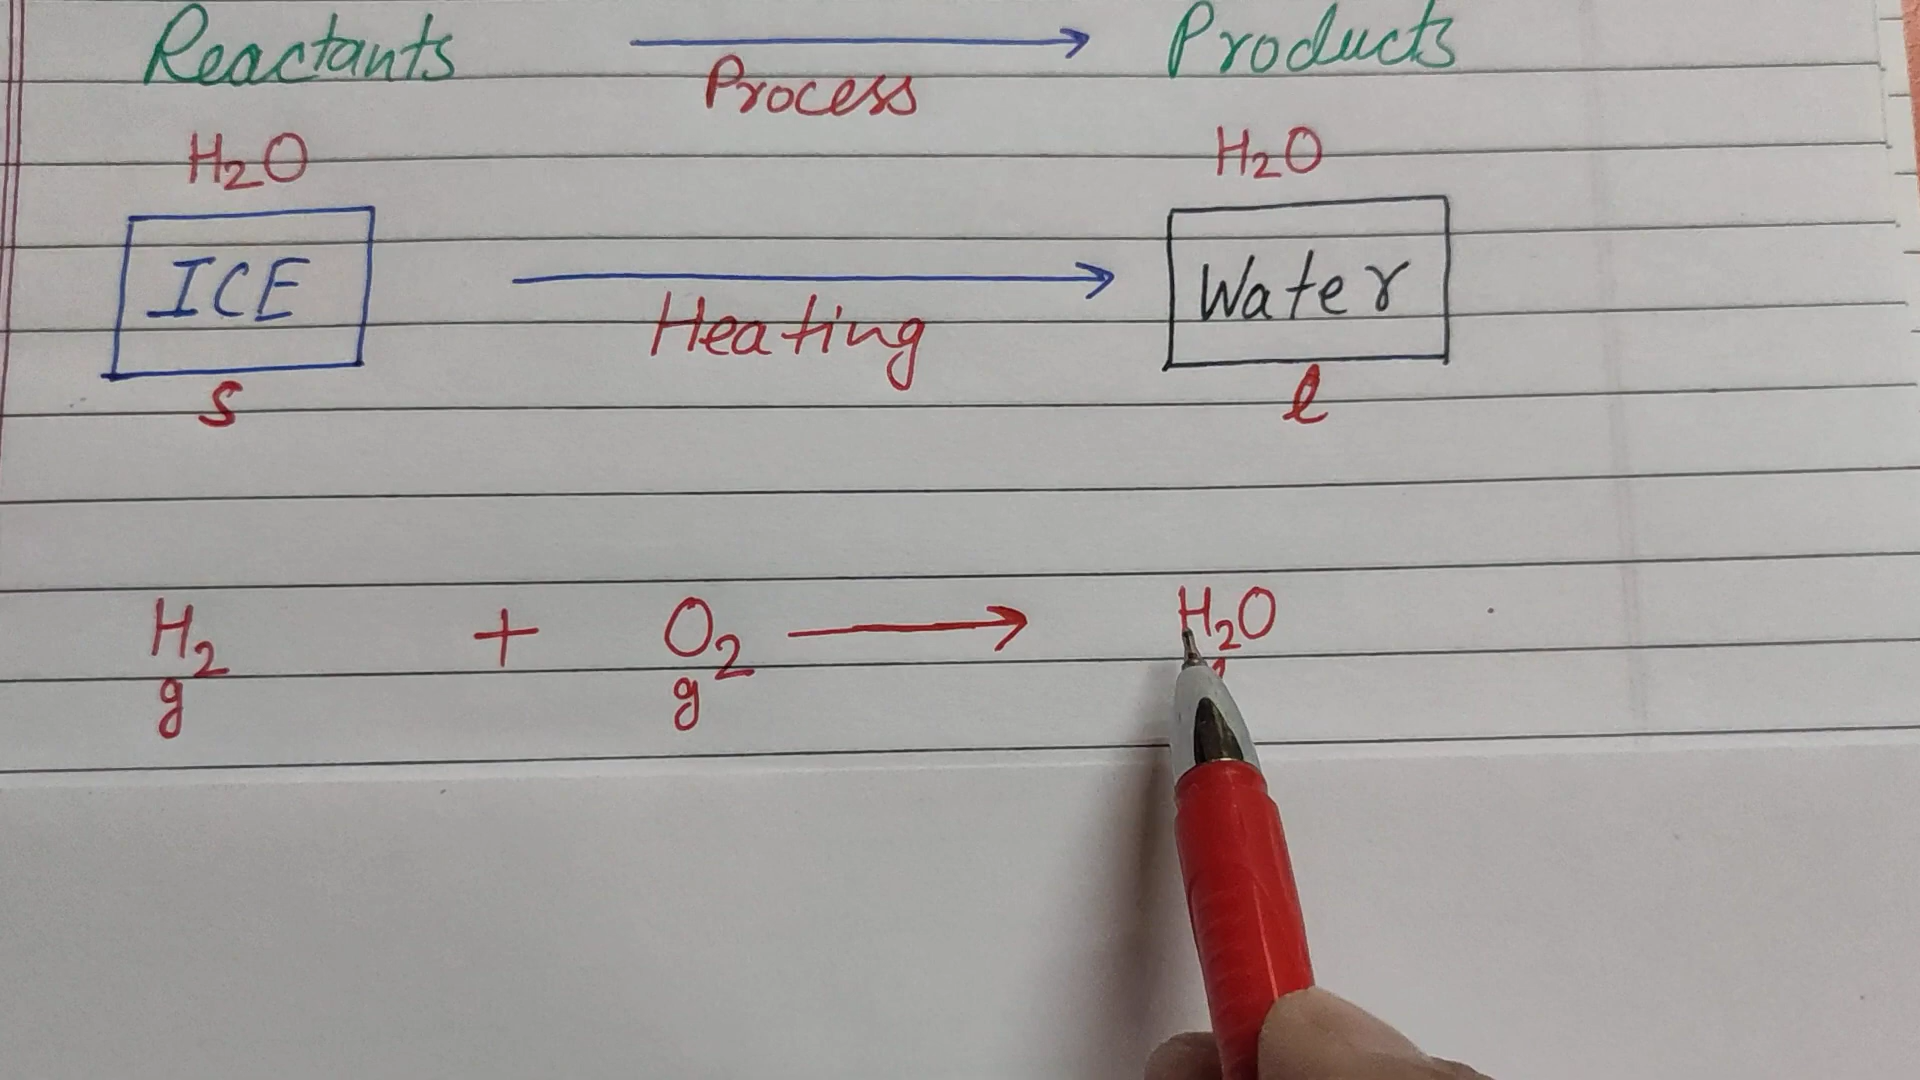 Reactants → Products
Process
H₂O H₂O
ICE → Water
Heating
s l
H₂ + O₂ → H₂O
g g